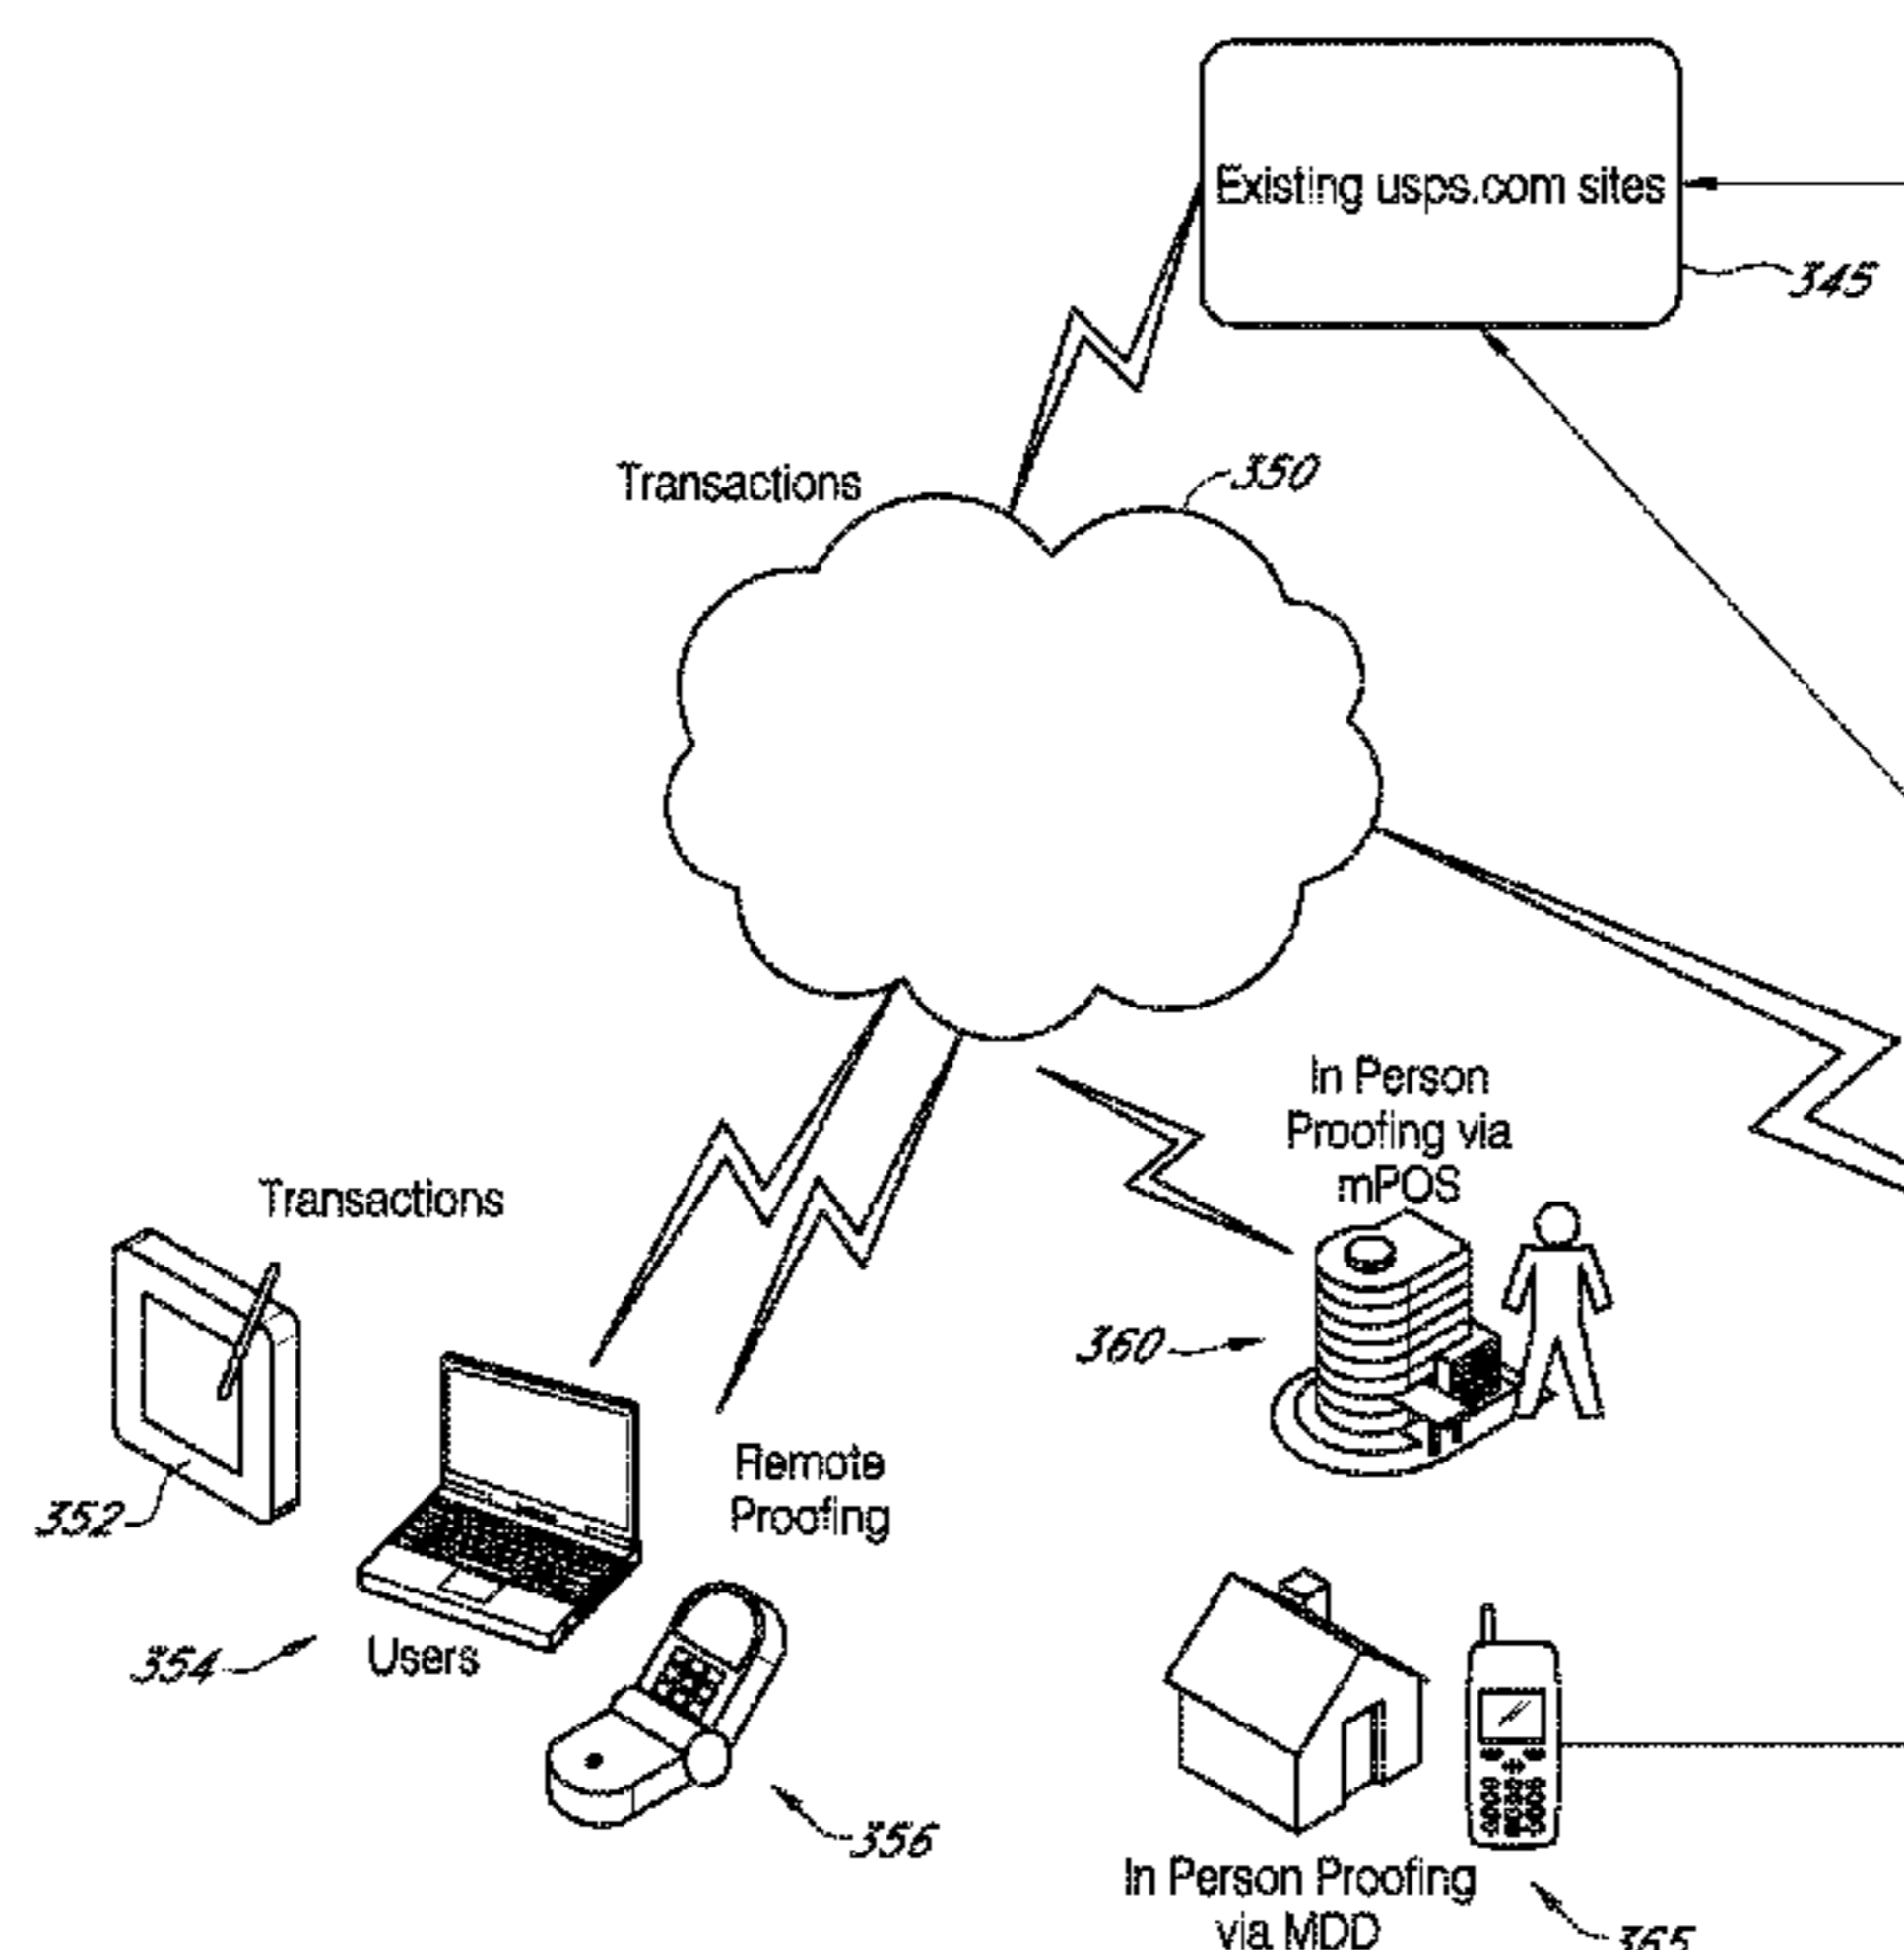 Existing usps.com sites
345
Transactions
350
In Person
Proofing via
mPOS
Transactions
360
Remote
Proofing
352
354
Users
356
In Person Proofing
via MDD
365